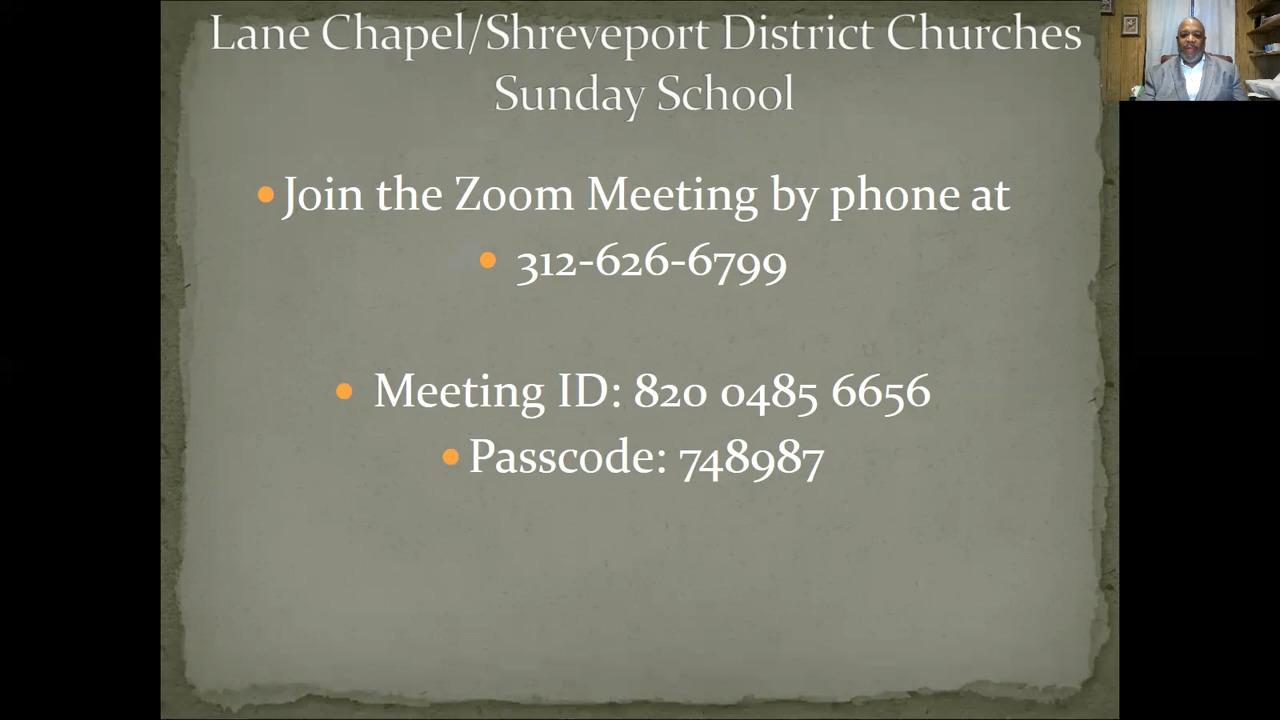 Lane Chapel/Shreveport District Churches
Sunday School
• Join the Zoom Meeting by phone at
• 312-626-6799
• Meeting ID: 820 0485 6656
• Passcode: 748987